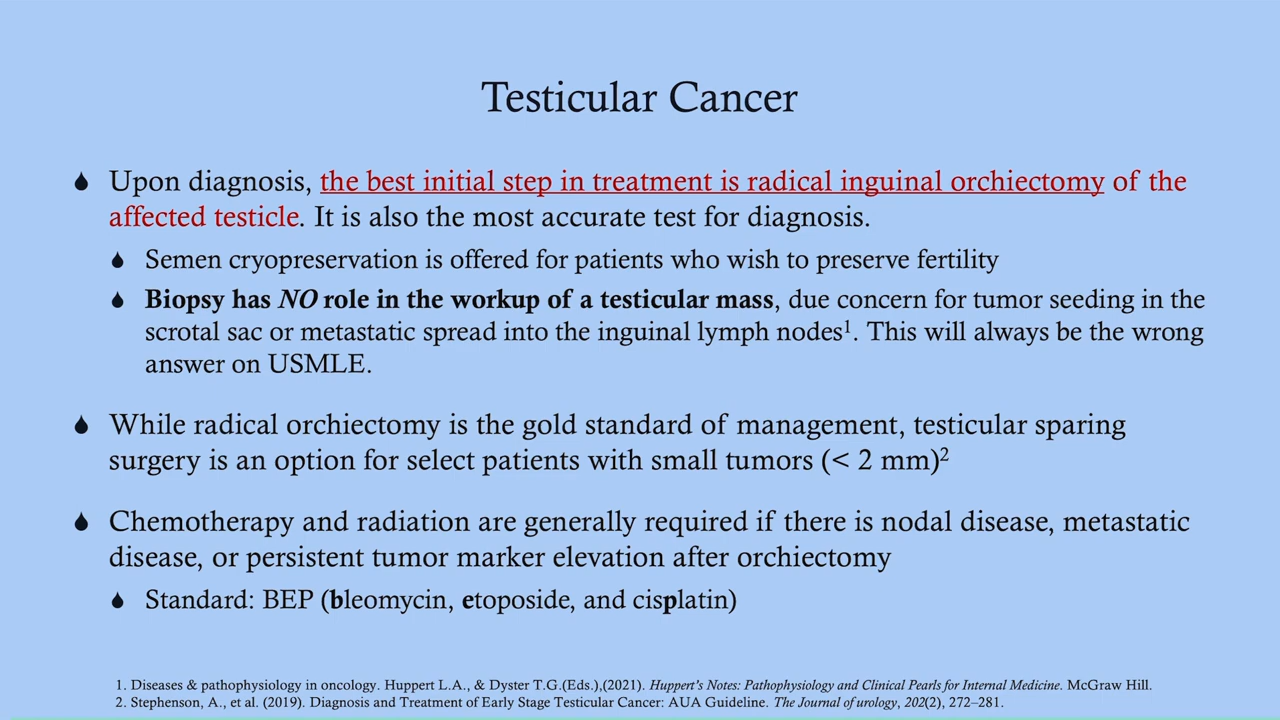 Testicular Cancer
Upon diagnosis, the best initial step in treatment is radical inguinal orchiectomy of the
affected testicle. It is also the most accurate test for diagnosis.
Semen cryopreservation is offered for patients who wish to preserve fertility
Biopsy has NO role in the workup of a testicular mass, due concern for tumor seeding in the
scrotal sac or metastatic spread into the inguinal lymph nodes¹. This will always be the wrong
answer on USMLE.
While radical orchiectomy is the gold standard of management, testicular sparing
surgery is an option for select patients with small tumors (< 2 mm)²
Chemotherapy and radiation are generally required if there is nodal disease, metastatic
disease, or persistent tumor marker elevation after orchiectomy
Standard: BEP (bleomycin, etoposide, and cisplatin)
1. Diseases & pathophysiology in oncology. Huppert L.A., & Dyster T.G.(Eds.),(2021). Huppert's Notes: Pathophysiology and Clinical Pearls for Internal Medicine. McGraw Hill.
2. Stephenson, A., et al. (2019). Diagnosis and Treatment of Early Stage Testicular Cancer: AUA Guideline. The Journal of urology, 202(2), 272–281.